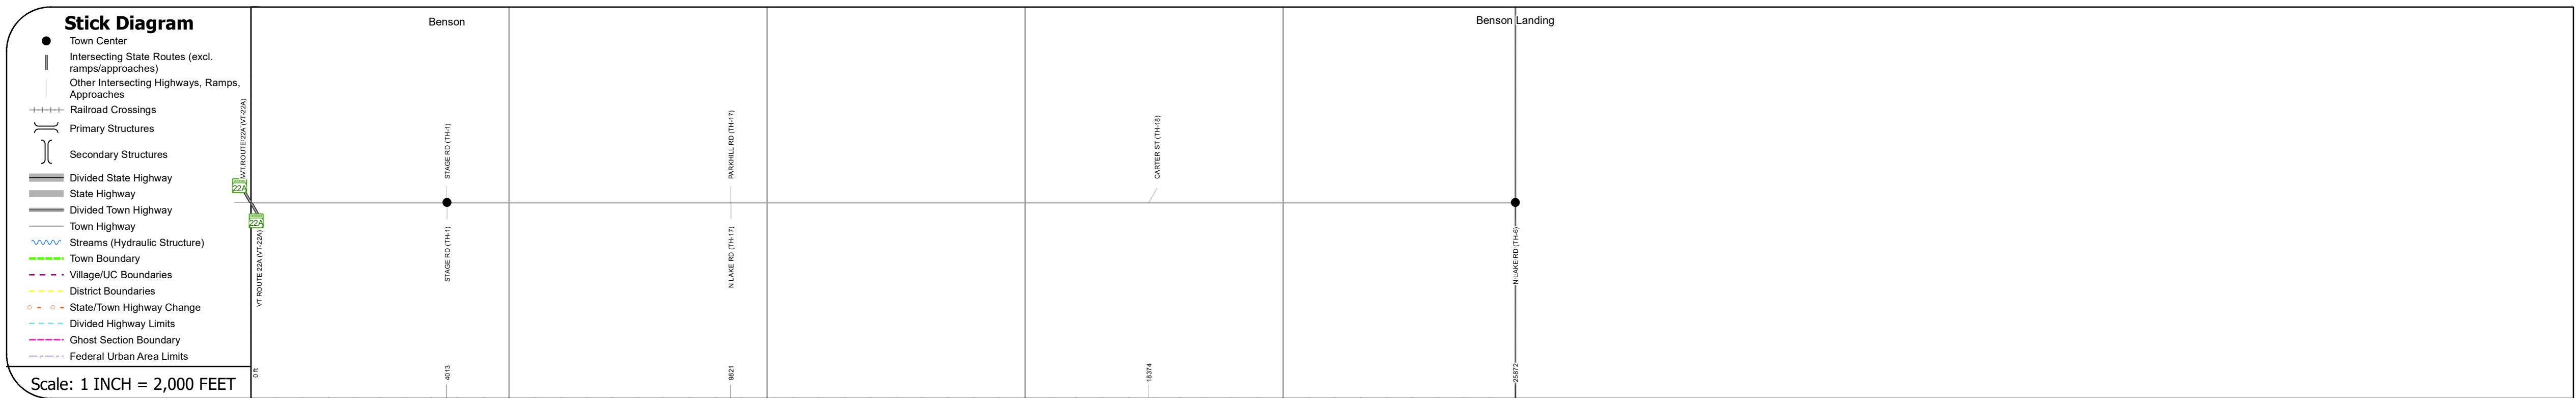 Stick Diagram
Town Center
Intersecting State Routes (excl.
ramps/approaches)
Other Intersecting Highways, Ramps,
Approaches
Railroad Crossings
Primary Structures
Secondary Structures
Divided State Highway
State Highway
Divided Town Highway
Town Highway
Streams (Hydraulic Structure)
Town Boundary
Village/UC Boundaries
District Boundaries
State/Town Highway Change
Divided Highway Limits
Ghost Section Boundary
Federal Urban Area Limits
Scale: 1 INCH = 2,000 FEET
Benson
Benson Landing
VT ROUTE 22A (VT-22A)
22A
22A
VT ROUTE 22A (VT-22A)
STAGE RD (TH-1)
STAGE RD (TH-1)
PARKHILL RD (TH-17)
N LAKE RD (TH-17)
CARTER ST (TH-18)
N LAKE RD (TH-6)
0 ft
4013
9821
18374
25872